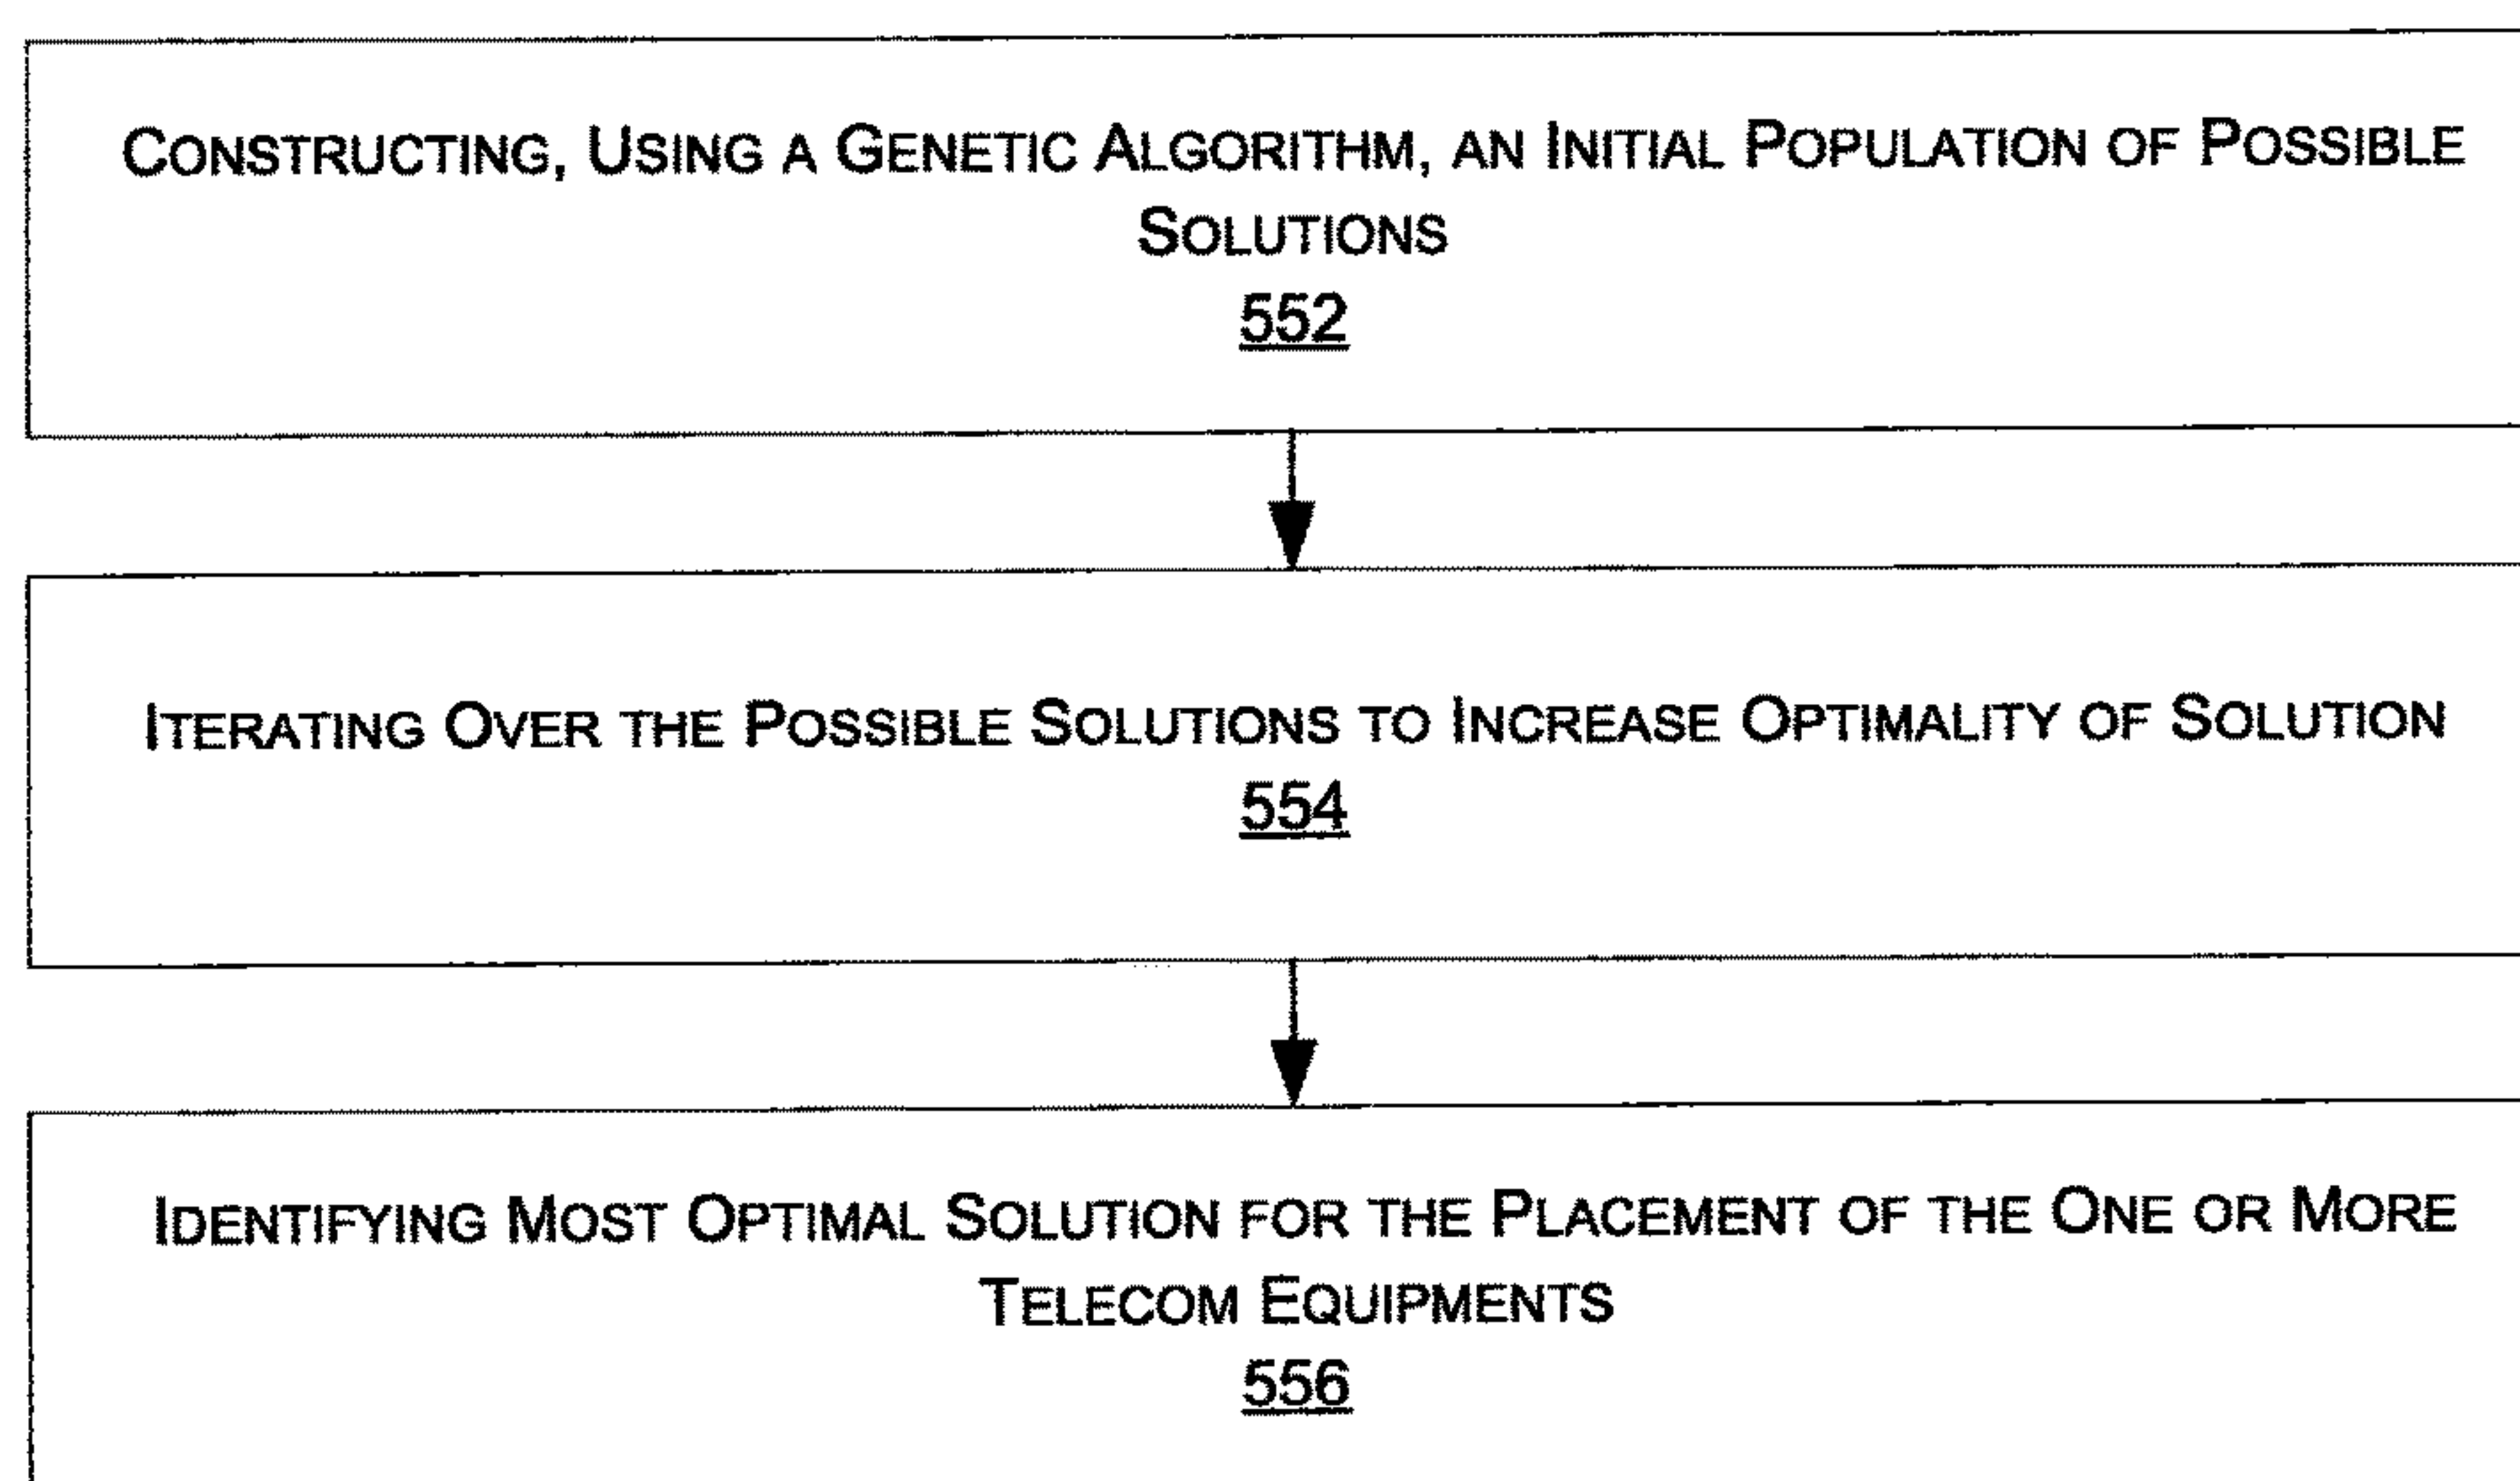 CONSTRUCTING, USING A GENETIC ALGORITHM, AN INITIAL POPULATION OF POSSIBLE
SOLUTIONS
552
ITERATING OVER THE POSSIBLE SOLUTIONS TO INCREASE OPTIMALITY OF SOLUTION
554
IDENTIFYING MOST OPTIMAL SOLUTION FOR THE PLACEMENT OF THE ONE OR MORE
TELECOM EQUIPMENTS
556